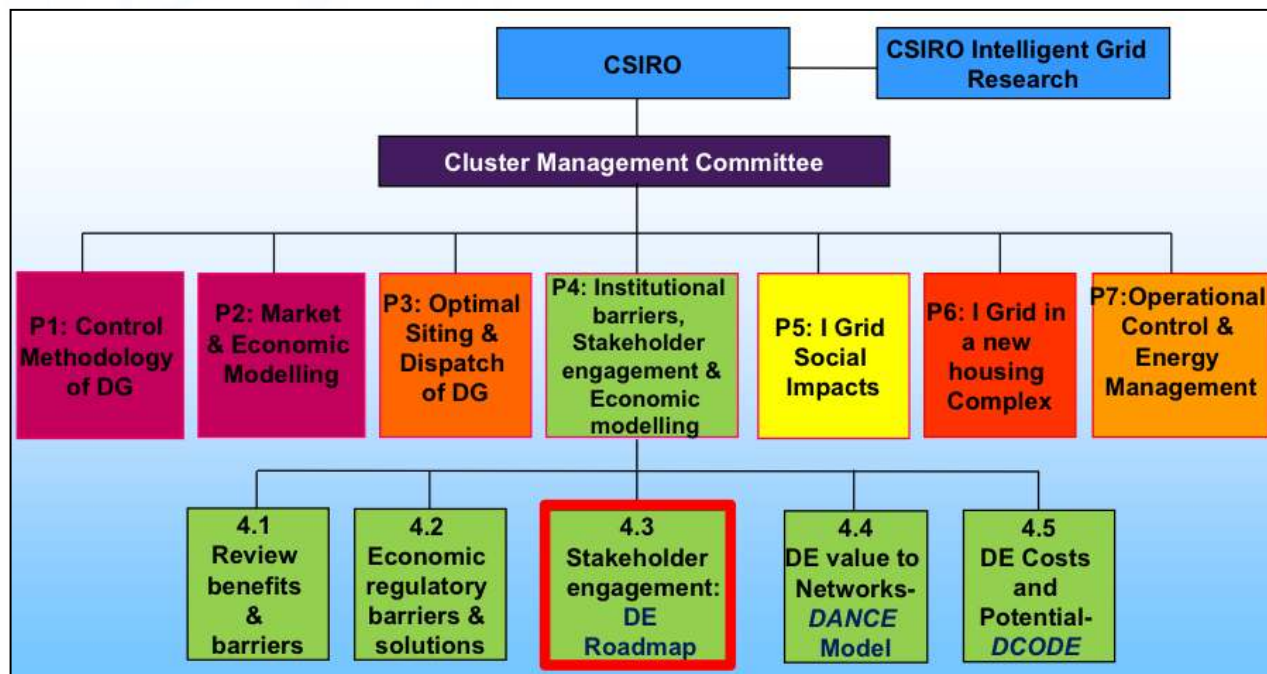 CSIRO
CSIRO Intelligent Grid
Research
Cluster Management Committee
P1: Control
Methodology
of DG
P2: Market
& Economic
Modelling
P3: Optimal
Siting &
Dispatch
of DG
P4: Institutional
barriers,
Stakeholder
engagement &
Economic
modelling
P5: I Grid
Social
Impacts
P6: I Grid in
a new
housing
Complex
P7:Operational
Control &
Energy
Management
4.1
Review
benefits
&
barriers
4.2
Economic
regulatory
barriers &
solutions
4.3
Stakeholder
engagement:
DE
Roadmap
4.4
DE value to
Networks-
DANCE
Model
4.5
DE Costs
and
Potential-
DCODE